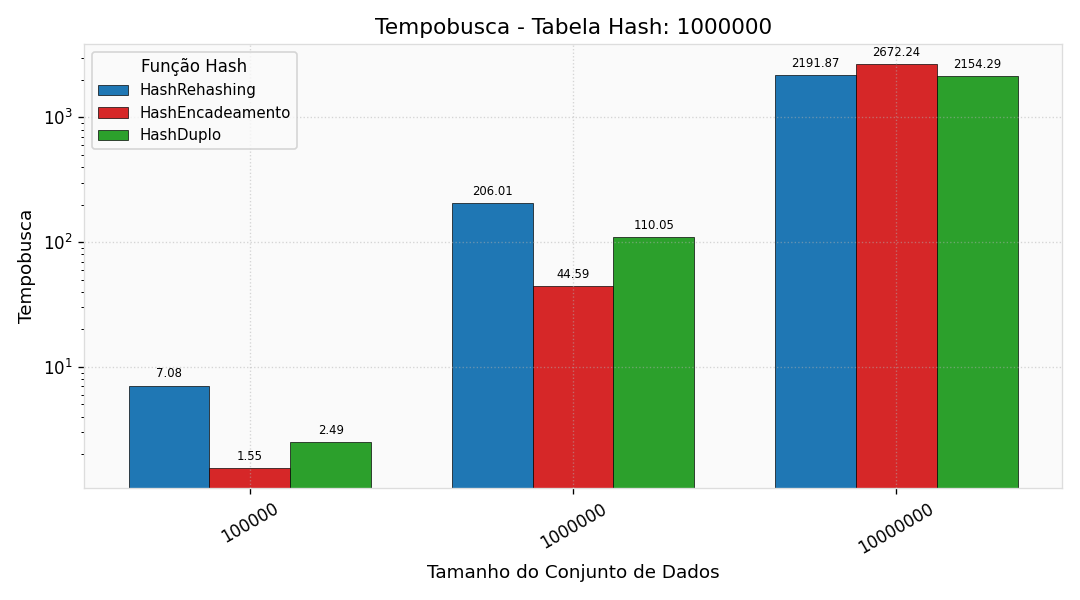 Tempobusca - Tabela Hash: 1000000
Função Hash
HashRehashing
HashEncadeamento
HashDuplo
Tempobusca
10³
10²
10¹
7.08
1.55
2.49
206.01
44.59
110.05
2191.87
2672.24
2154.29
100000
1000000
10000000
Tamanho do Conjunto de Dados